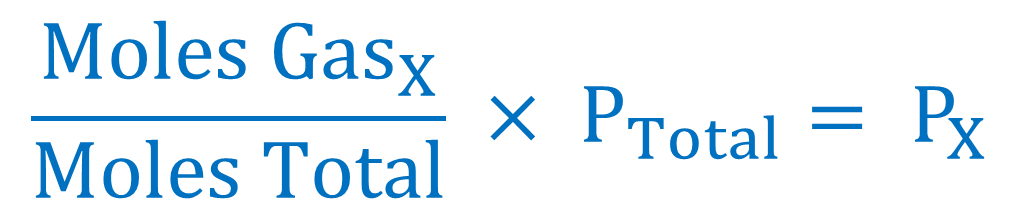 Moles Gas_X
Moles Total × P_Total = P_X